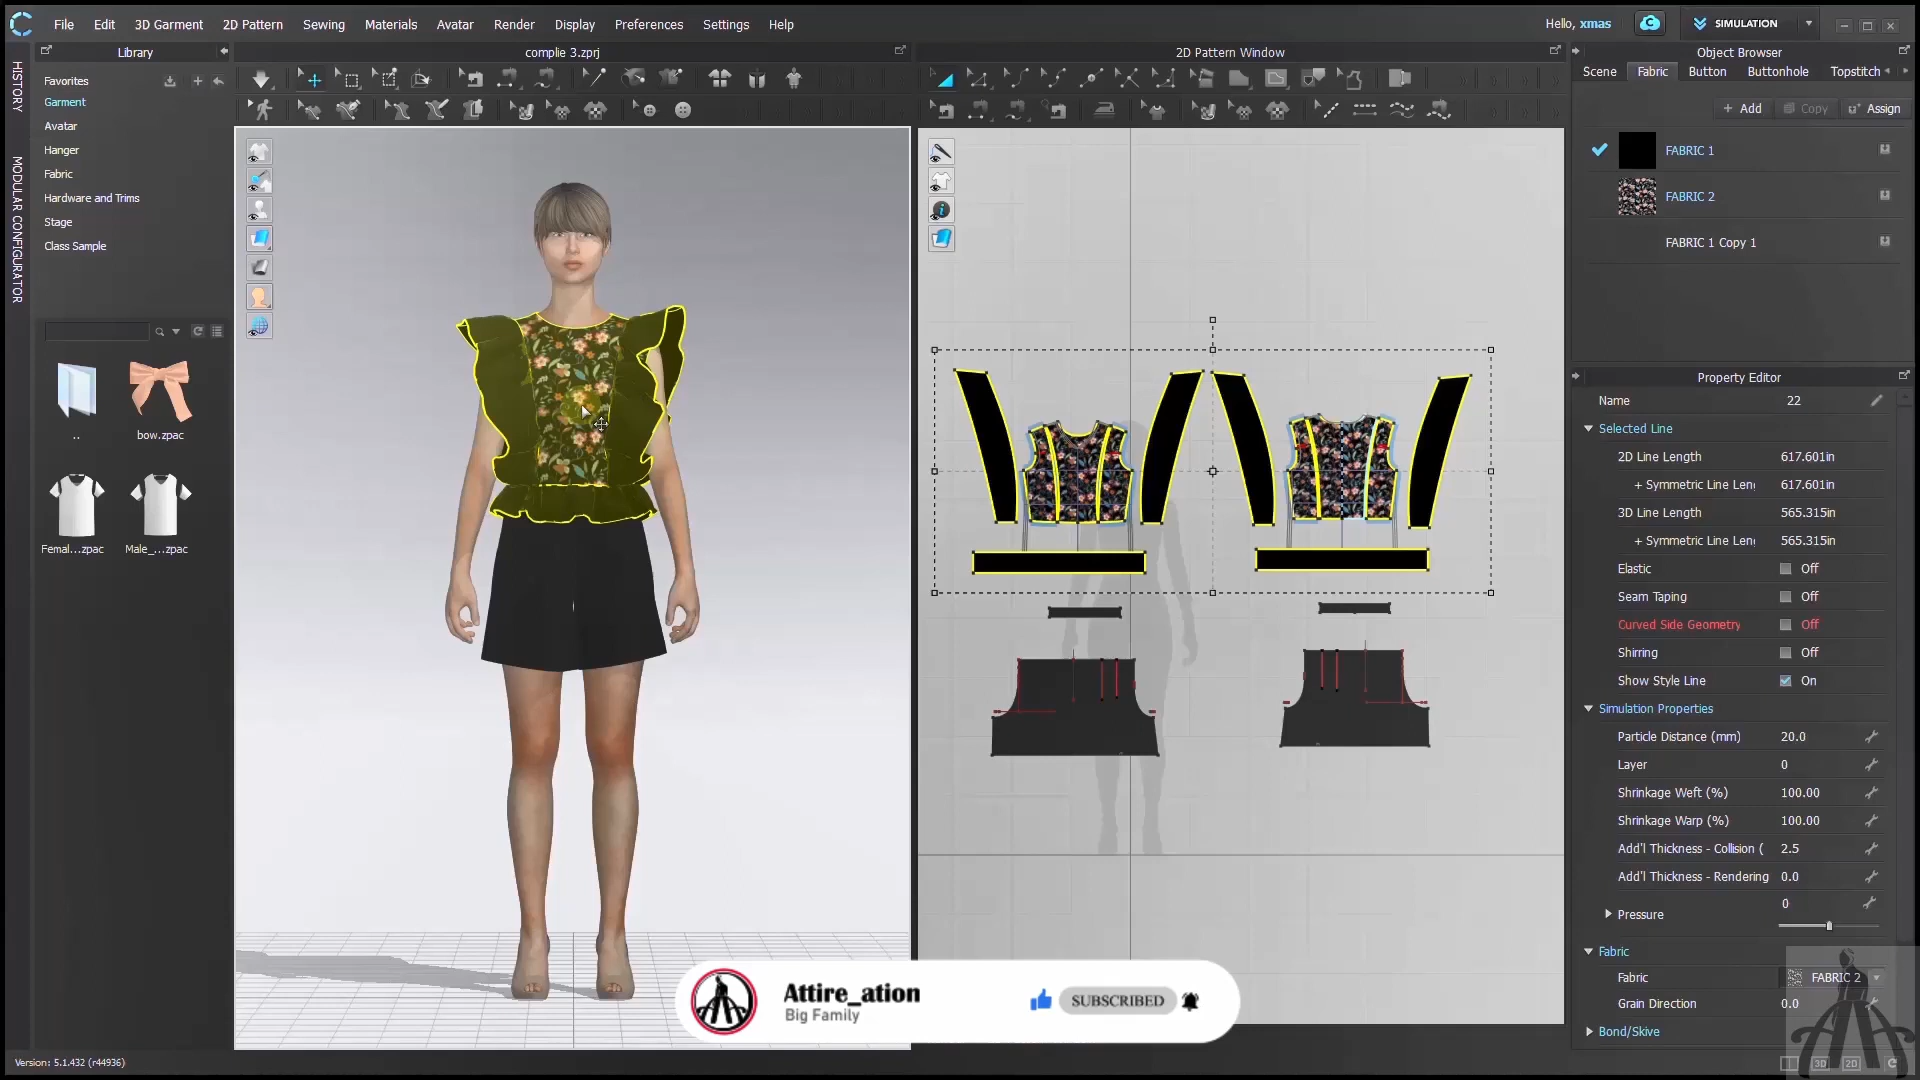 File Edit 3D Garment 2D Pattern Sewing Materials Avatar Render Display Preferences Settings Help
Hello, xmas
SIMULATION
Library
complie 3.zprj
2D Pattern Window
Object Browser
HISTORY
MODULAR CONFIGURATOR
Favorites
Garment
Avatar
Hanger
Fabric
Hardware and Trims
Stage
Class Sample
..
bow.zpac
Femal...zpac
Male_...zpac
Scene Fabric Button Buttonhole Topstitch
+ Add Copy Assign
FABRIC 1
FABRIC 2
FABRIC 1 Copy 1
Property Editor
Name 22
Selected Line
2D Line Length 617.601in
+ Symmetric Line Len 617.601in
3D Line Length 565.315in
+ Symmetric Line Len 565.315in
Elastic Off
Seam Taping Off
Curved Side Geometry Off
Shirring Off
Show Style Line On
Simulation Properties
Particle Distance (mm) 20.0
Layer 0
Shrinkage Weft (%) 100.00
Shrinkage Warp (%) 100.00
Add'l Thickness - Collision ( 2.5
Add'l Thickness - Rendering 0.0
Pressure 0
Fabric
Fabric FABRIC 2
Grain Direction 0.0
Bond/Skive
3D 2D
Attire_ation
Big Family
SUBSCRIBED
Version: 5.1.432 (r44936)